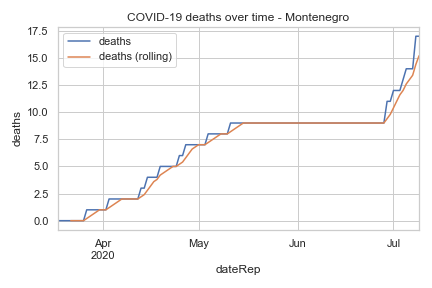 COVID-19 deaths over time - Montenegro
deaths
deaths (rolling)
17.5
15.0
12.5
10.0
7.5
5.0
2.5
0.0
deaths
Apr
2020
May
Jun
Jul
dateRep